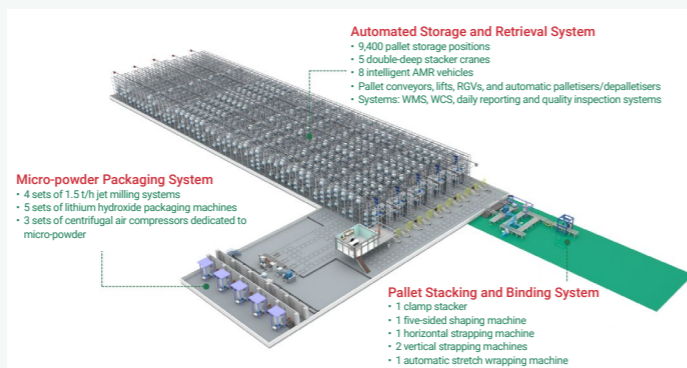 Automated Storage and Retrieval System
• 9,400 pallet storage positions
• 5 double-deep stacker cranes
• 8 intelligent AMR vehicles
• Pallet conveyors, lifts, RGVs, and automatic palletisers/depalletisers
• Systems: WMS, WCS, daily reporting and quality inspection systems
Micro-powder Packaging System
• 4 sets of 1.5 t/h jet milling systems
• 5 sets of lithium hydroxide packaging machines
• 3 sets of centrifugal air compressors dedicated to
micro-powder
Pallet Stacking and Binding System
• 1 clamp stacker
• 1 five-sided shaping machine
• 1 horizontal strapping machine
• 2 vertical strapping machines
• 1 automatic stretch wrapping machine